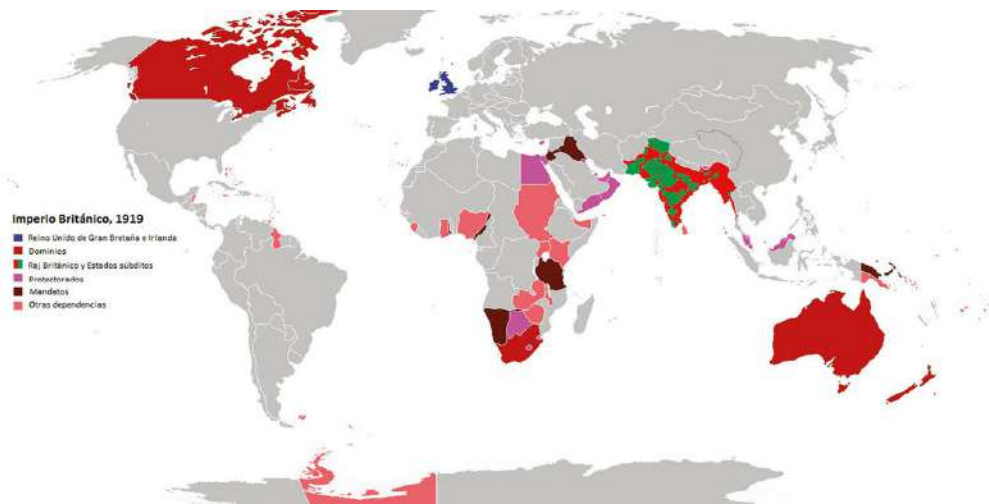 Imperio Británico, 1919
Reino Unido de Gran Bretaña e Irlanda
Dominios
Raj Británico y Estados súbditos
Protectorados
Mandatos
Otras dependencias